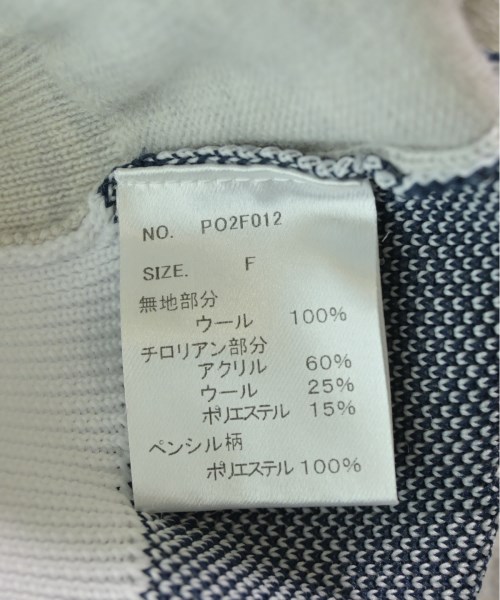 NO. PO2F012
SIZE. F
無地部分
ウール 100%
チロリアン部分
アクリル 60%
ウール 25%
ポリエステル 15%
ペンシル柄
ポリエステル 100%